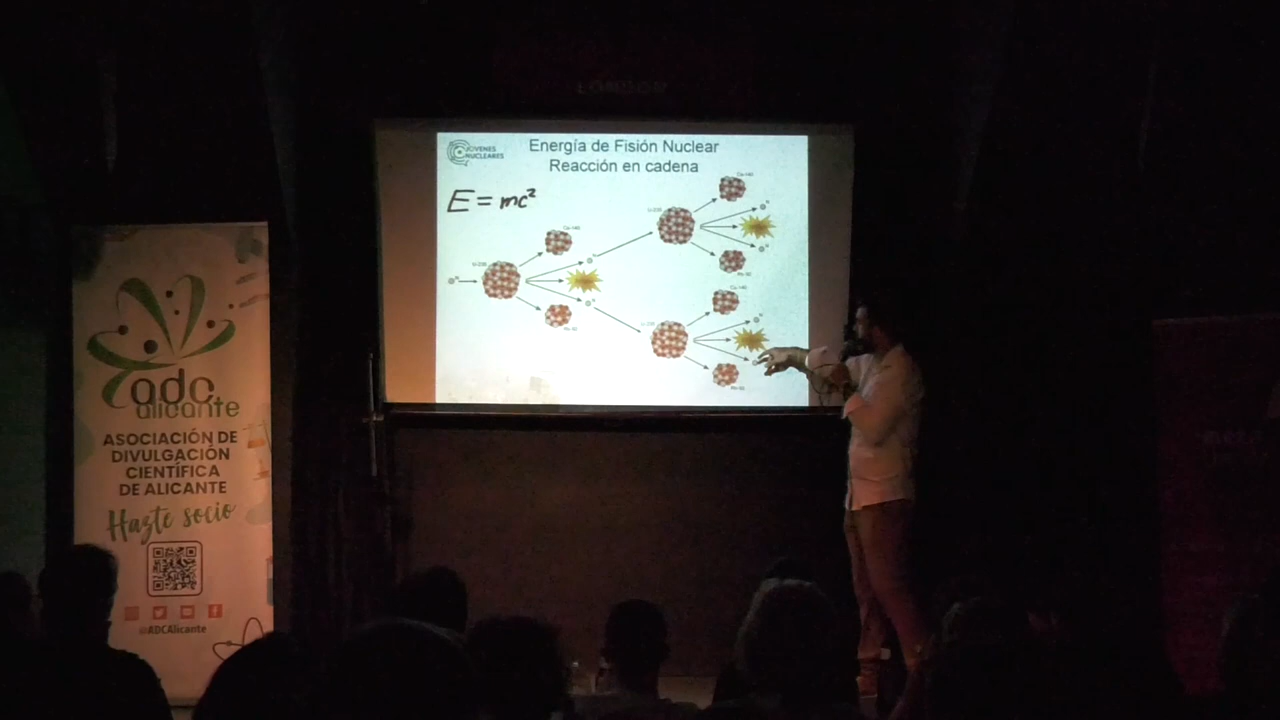 LONDON
JOVENES
NUCLEARES
Energía de Fisión Nuclear
Reacción en cadena
E = mc²
adc
alicante
ASOCIACIÓN DE
DIVULGACIÓN
CIENTÍFICA
DE ALICANTE
Hazte socio
@ADCAlicante